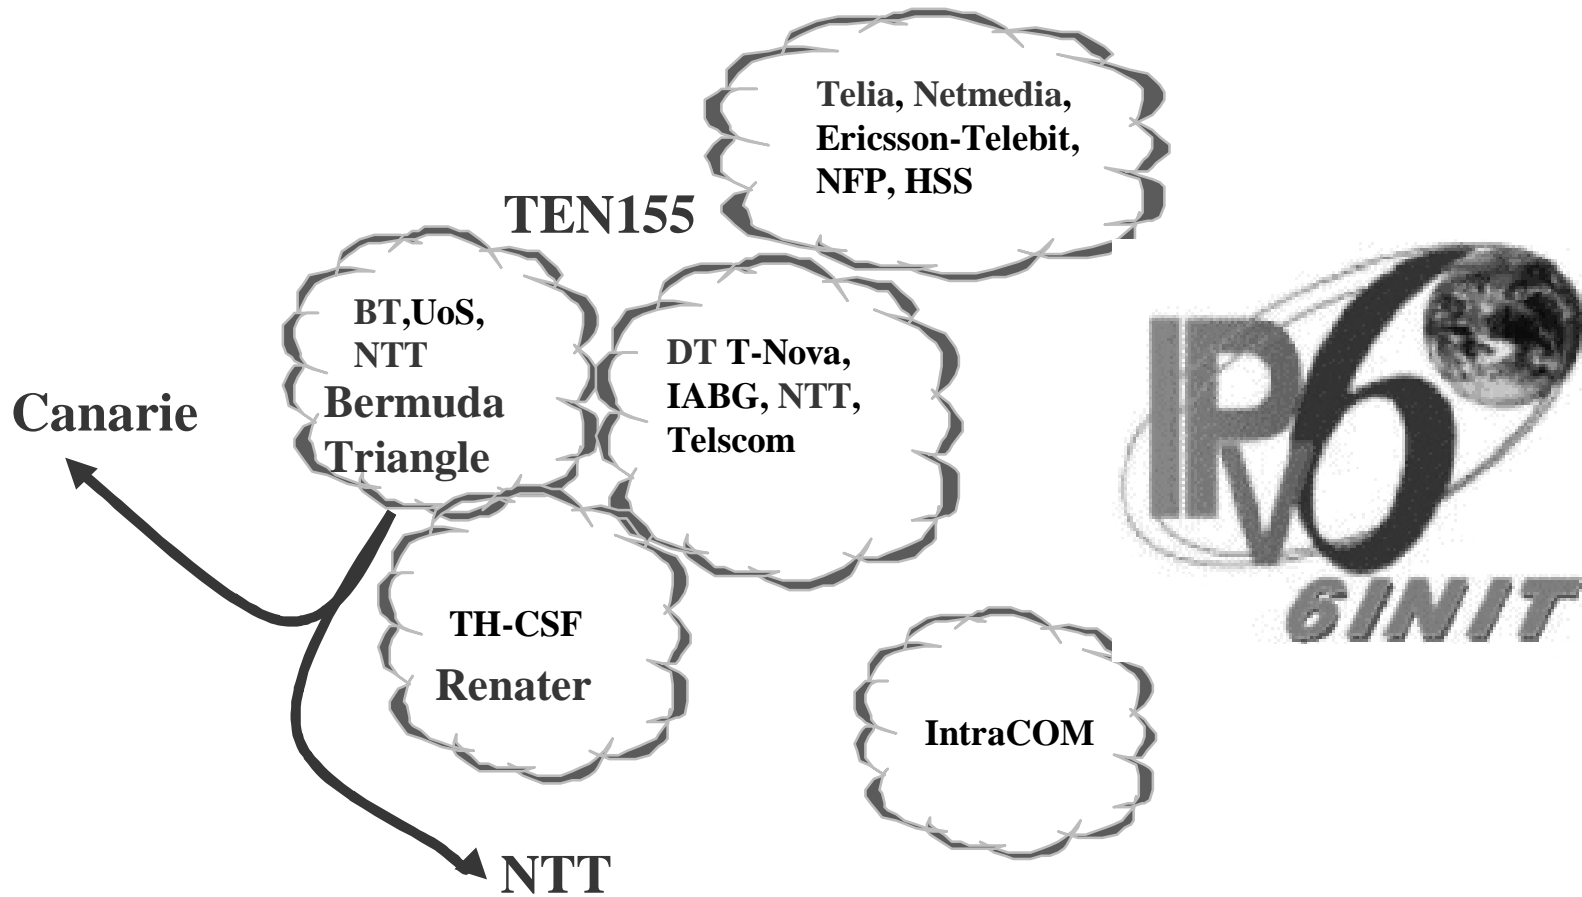 Telia, Netmedia,
Ericsson-Telebit,
NFP, HSS
TEN155
BT,UoS,
NTT
Bermuda
Triangle
DT T-Nova,
IABG, NTT,
Telscom
Canarie
TH-CSF
Renater
IntraCOM
NTT
IPv6
6INIT